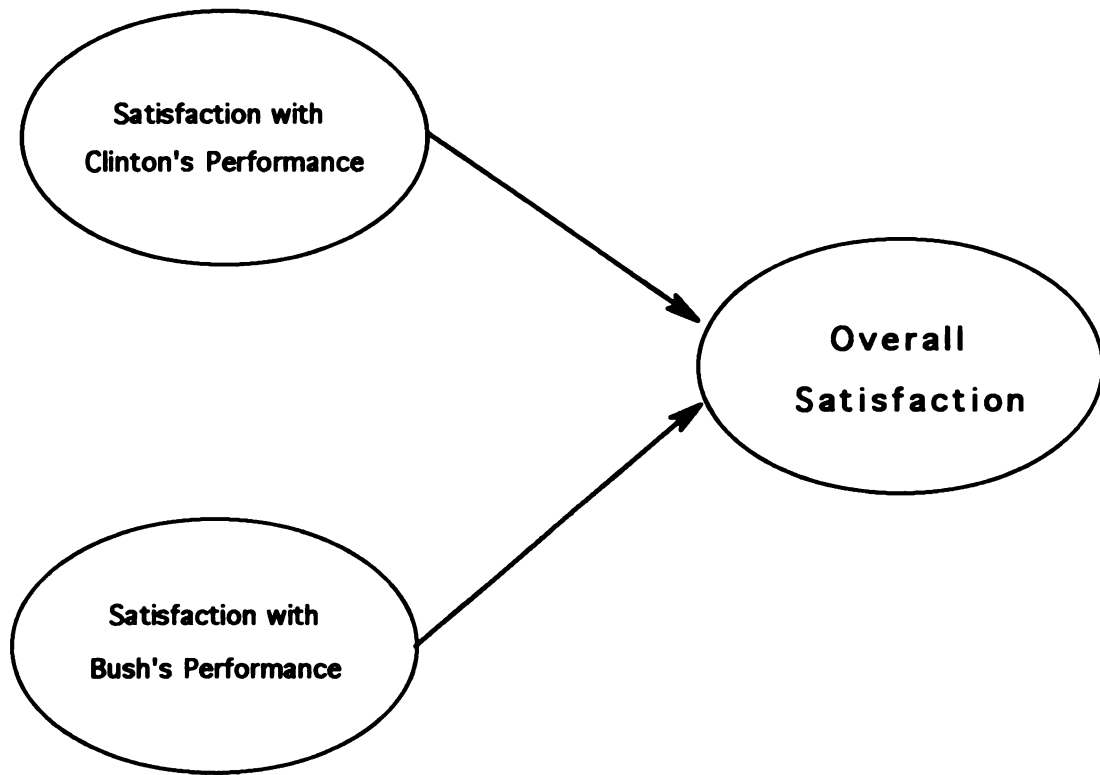 Satisfaction with
Clinton's Performance
Overall
Satisfaction
Satisfaction with
Bush's Performance